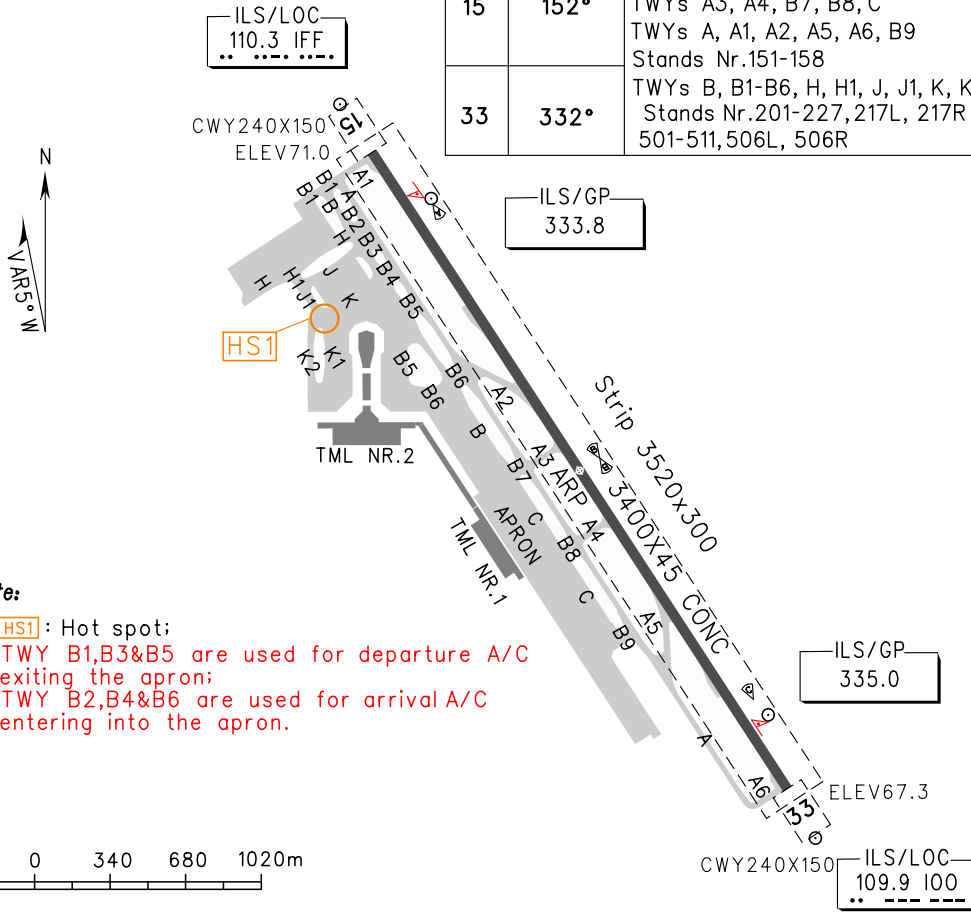 ILS/LOC
110.3 IFF
15 152° TWYs A3, A4, B7, B8, C
TWYs A, A1, A2, A5, A6, B9
Stands Nr.151-158
33 332° TWYs B, B1-B6, H, H1, J, J1, K, K
Stands Nr.201-227,217L, 217R
501-511,506L, 506R
CWY240X150
15
ELEV71.0
N
VAR5°W
ILS/GP
333.8
A1
B1
A
B1
B
B2
H
B3
J
B4
H
H1
J1
K
B5
HS1
K2
K1
B5
B6
B6
A2
B
Strip 3520x300
TML NR.2
A3
B7
ARP
3400X45 CONC
C
A4
APRON
B8
TML NR.1
C
A5
B9
te:
HS1 : Hot spot;
TWY B1,B3&B5 are used for departure A/C
exiting the apron;
TWY B2,B4&B6 are used for arrival A/C
entering into the apron.
ILS/GP
335.0
A
A6
33
ELEV67.3
0 340 680 1020m
CWY240X150
ILS/LOC
109.9 IOO